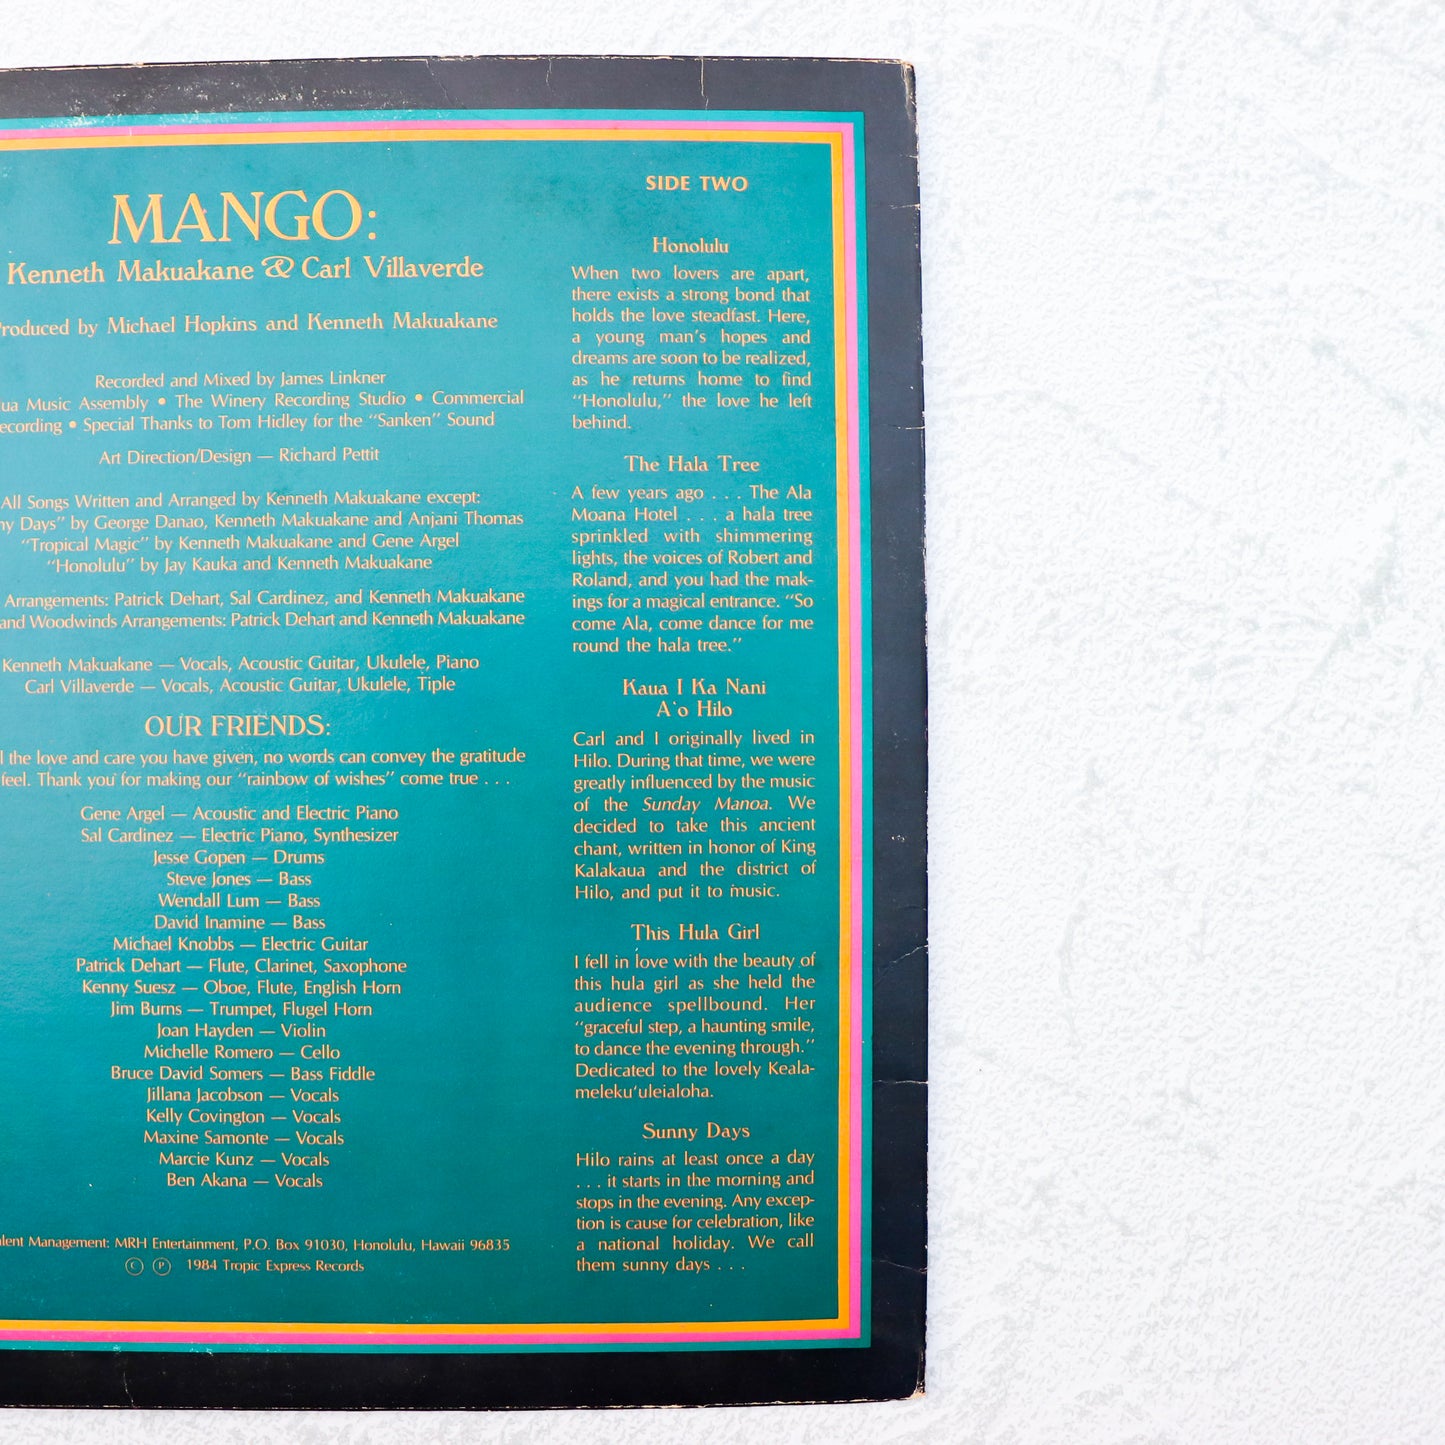 MANGO:
Kenneth Makuakane & Carl Villaverde
roduced by Michael Hopkins and Kenneth Makuakane
Recorded and Mixed by James Linkner
ua Music Assembly • The Winery Recording Studio • Commercial
ecording • Special Thanks to Tom Hidley for the "Sanken" Sound
Art Direction/Design — Richard Pettit
All Songs Written and Arranged by Kenneth Makuakane except:
ny Days" by George Danao, Kenneth Makuakane and Anjani Thomas
"Tropical Magic" by Kenneth Makuakane and Gene Argel
"Honolulu" by Jay Kauka and Kenneth Makuakane
Arrangements: Patrick Dehart, Sal Cardinez, and Kenneth Makuakane
and Woodwinds Arrangements: Patrick Dehart and Kenneth Makuakane
Kenneth Makuakane — Vocals, Acoustic Guitar, Ukulele, Piano
Carl Villaverde — Vocals, Acoustic Guitar, Ukulele, Tiple
OUR FRIENDS:
l the love and care you have given, no words can convey the gratitude
feel. Thank you for making our "rainbow of wishes" come true . . .
Gene Argel — Acoustic and Electric Piano
Sal Cardinez — Electric Piano, Synthesizer
Jesse Gopen — Drums
Steve Jones — Bass
Wendall Lum — Bass
David Inamine — Bass
Michael Knobbs — Electric Guitar
Patrick Dehart — Flute, Clarinet, Saxophone
Kenny Suesz — Oboe, Flute, English Horn
Jim Burns — Trumpet, Flugel Horn
Joan Hayden — Violin
Michelle Romero — Cello
Bruce David Somers — Bass Fiddle
Jillana Jacobson — Vocals
Kelly Covington — Vocals
Maxine Samonte — Vocals
Marcie Kunz — Vocals
Ben Akana — Vocals
alent Management: MRH Entertainment, P.O. Box 91030, Honolulu, Hawaii 96835
Ⓒ Ⓟ 1984 Tropic Express Records
SIDE TWO
Honolulu
When two lovers are apart,
there exists a strong bond that
holds the love steadfast. Here,
a young man's hopes and
dreams are soon to be realized,
as he returns home to find
"Honolulu," the love he left
behind.
The Hala Tree
A few years ago . . . The Ala
Moana Hotel . . . a hala tree
sprinkled with shimmering
lights, the voices of Robert and
Roland, and you had the mak-
ings for a magical entrance. "So
come Ala, come dance for me
round the hala tree."
Kaua I Ka Nani
A'o Hilo
Carl and I originally lived in
Hilo. During that time, we were
greatly influenced by the music
of the Sunday Manoa. We
decided to take this ancient
chant, written in honor of King
Kalakaua and the district of
Hilo, and put it to music.
This Hula Girl
I fell in love with the beauty of
this hula girl as she held the
audience spellbound. Her
"graceful step, a haunting smile,
to dance the evening through."
Dedicated to the lovely Keala-
meleku'uleialoha.
Sunny Days
Hilo rains at least once a day
. . . it starts in the morning and
stops in the evening. Any excep-
tion is cause for celebration, like
a national holiday. We call
them sunny days . . .